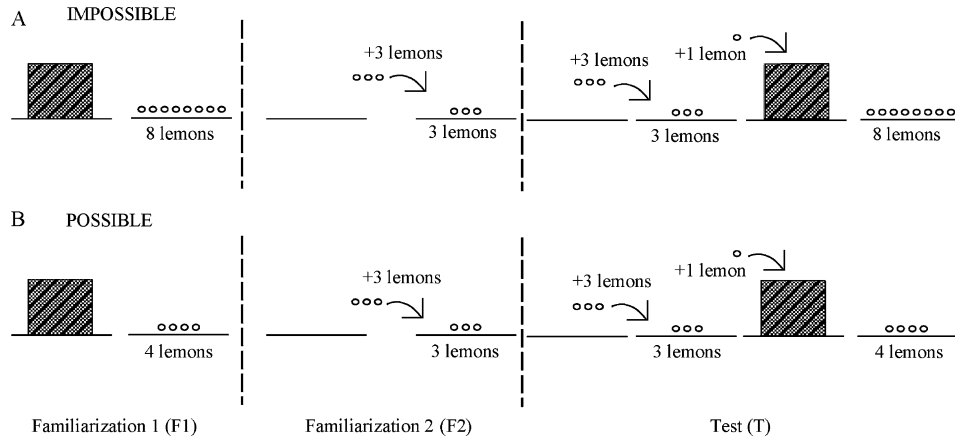 A IMPOSSIBLE
+1 lemon
+3 lemons
+3 lemons
8 lemons
3 lemons
3 lemons
8 lemons
B POSSIBLE
+1 lemon
+3 lemons
+3 lemons
4 lemons
3 lemons
3 lemons
4 lemons
Familiarization 1 (F1)
Familiarization 2 (F2)
Test (T)